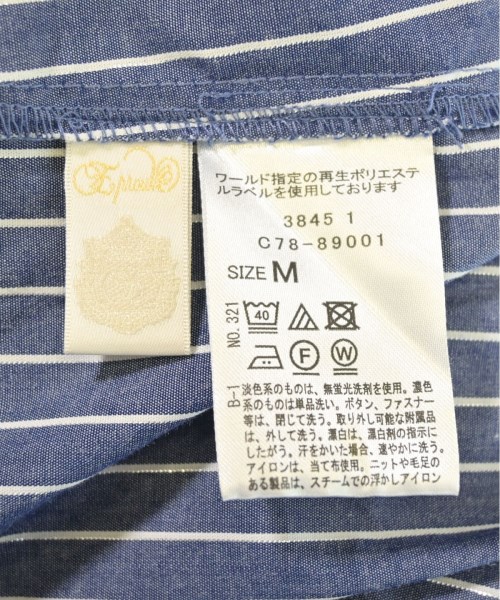 ワールド指定の再生ポリエステ
ルラベルを使用しております
3845 1
C78-89001
SIZE M
NO.321
40
F
W
B-1
淡色系のものは、無蛍光洗剤を使用。濃色
系のものは単品洗い。ボタン、ファスナー
等は、閉じて洗う。取り外し可能な附属品
は、外して洗う。漂白は、漂白剤の指示に
したがう。汗をかいた場合、速やかに洗う。
アイロンは、当て布使用。ニットや毛足の
ある製品は、スチームでの浮かしアイロン